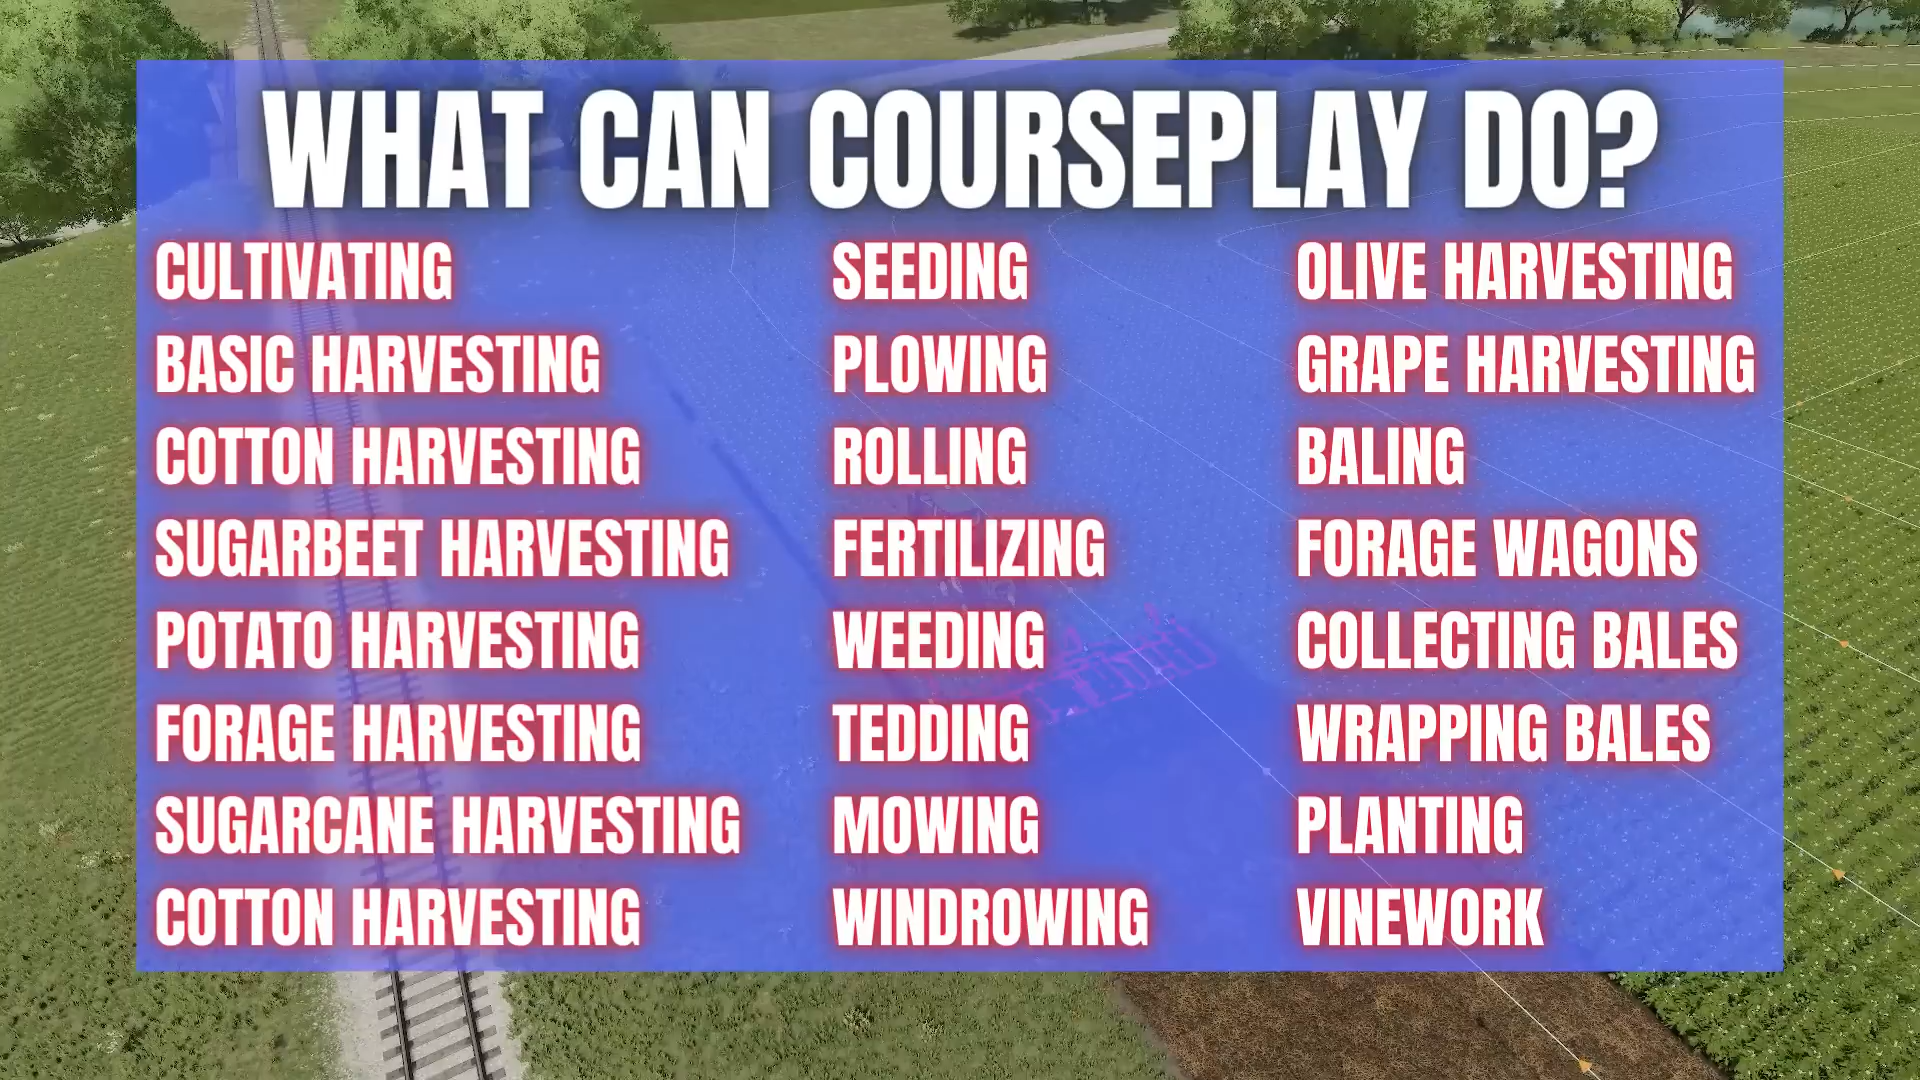 WHAT CAN COURSEPLAY DO?
CULTIVATING
BASIC HARVESTING
COTTON HARVESTING
SUGARBEET HARVESTING
POTATO HARVESTING
FORAGE HARVESTING
SUGARCANE HARVESTING
COTTON HARVESTING
SEEDING
PLOWING
ROLLING
FERTILIZING
WEEDING
TEDDING
MOWING
WINDROWING
OLIVE HARVESTING
GRAPE HARVESTING
BALING
FORAGE WAGONS
COLLECTING BALES
WRAPPING BALES
PLANTING
VINEWORK